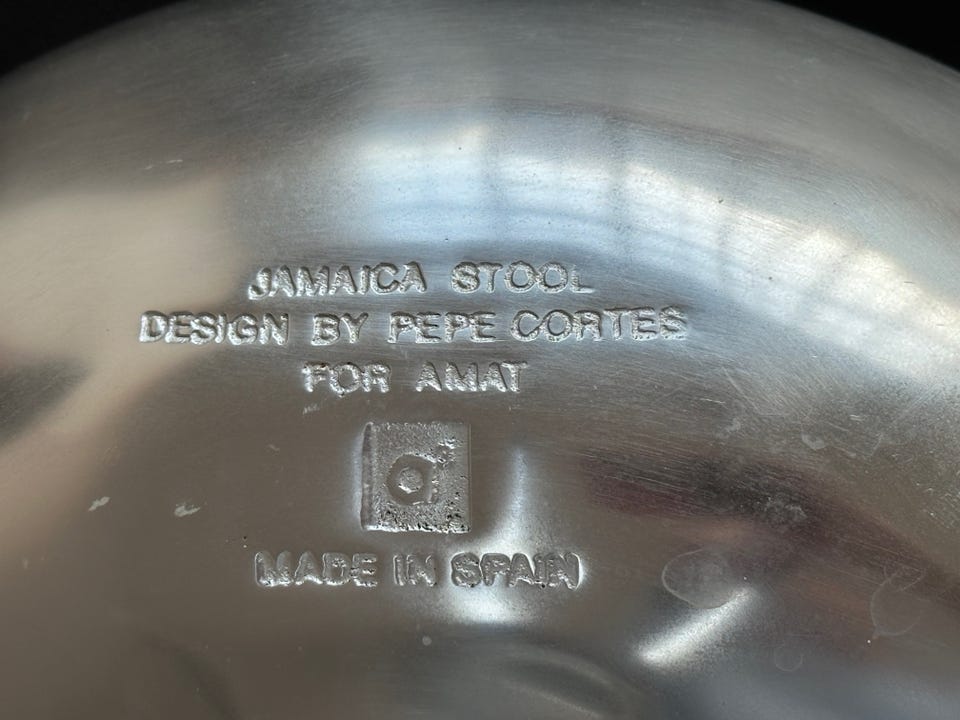 JAMAICA STOOL
DESIGN BY PEPE CORTES
FOR AMAT
a
MADE IN SPAIN